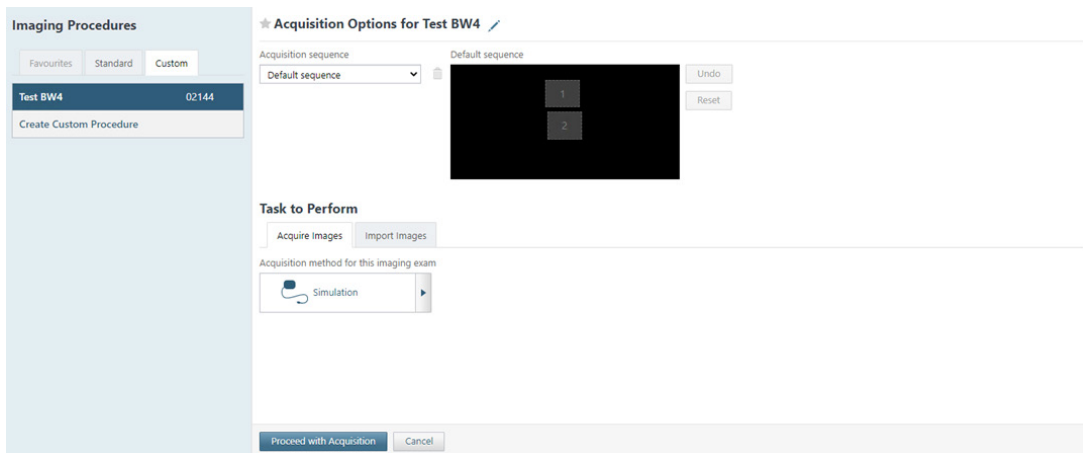 Imaging Procedures
Favourites Standard Custom
Test BW4 02144
Create Custom Procedure
Acquisition Options for Test BW4
Acquisition sequence
Default sequence
Default sequence
1
2
Undo
Reset
Task to Perform
Acquire Images Import Images
Acquisition method for this imaging exam
Simulation
Proceed with Acquisition Cancel